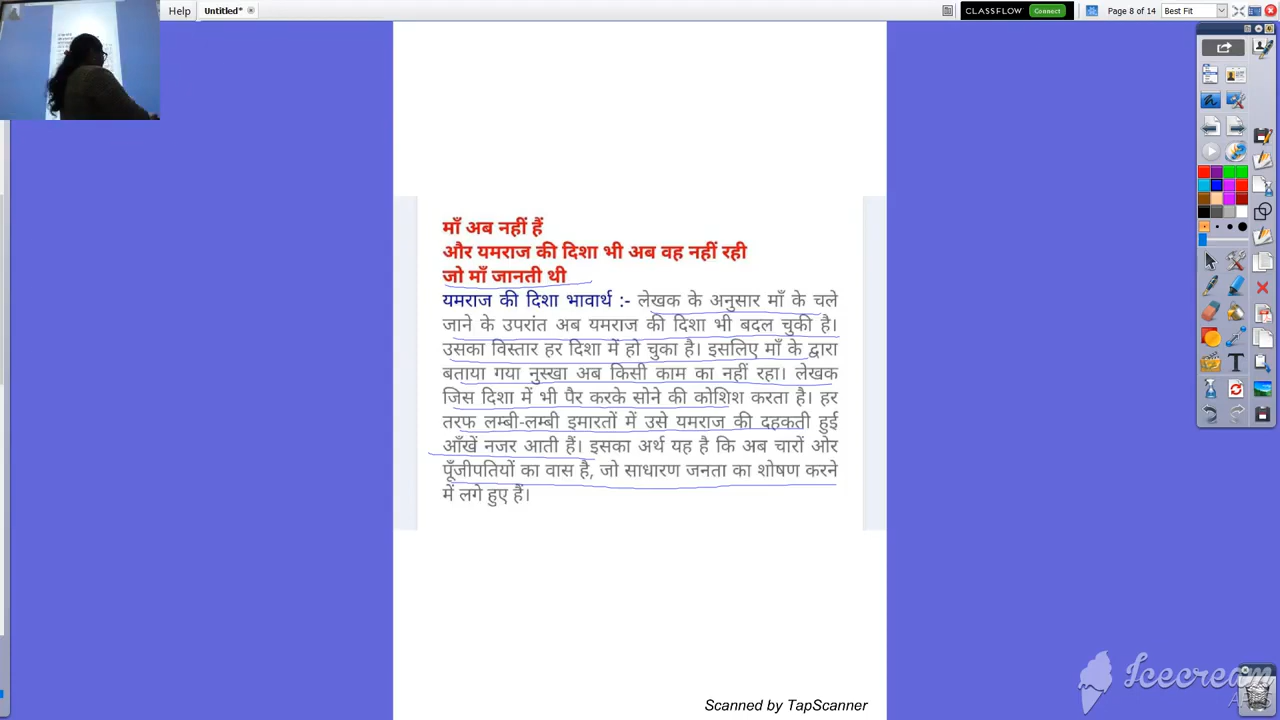 Help
Untitled*
CLASSFLOW Connect
Page 8 of 14
Best Fit
माँ अब नहीं हैं
और यमराज की दिशा भी अब वह नहीं रही
जो माँ जानती थी
यमराज की दिशा भावार्थ :- लेखक के अनुसार माँ के चले
जाने के उपरांत अब यमराज की दिशा भी बदल चुकी है।
उसका विस्तार हर दिशा में हो चुका है। इसलिए माँ के द्वारा
बताया गया नुस्खा अब किसी काम का नहीं रहा। लेखक
जिस दिशा में भी पैर करके सोने की कोशिश करता है। हर
तरफ लम्बी-लम्बी इमारतों में उसे यमराज की दहकती हुई
आँखें नजर आती हैं। इसका अर्थ यह है कि अब चारों ओर
पूँजीपतियों का वास है, जो साधारण जनता का शोषण करने
में लगे हुए हैं।
Scanned by TapScanner
Icecream
APPS